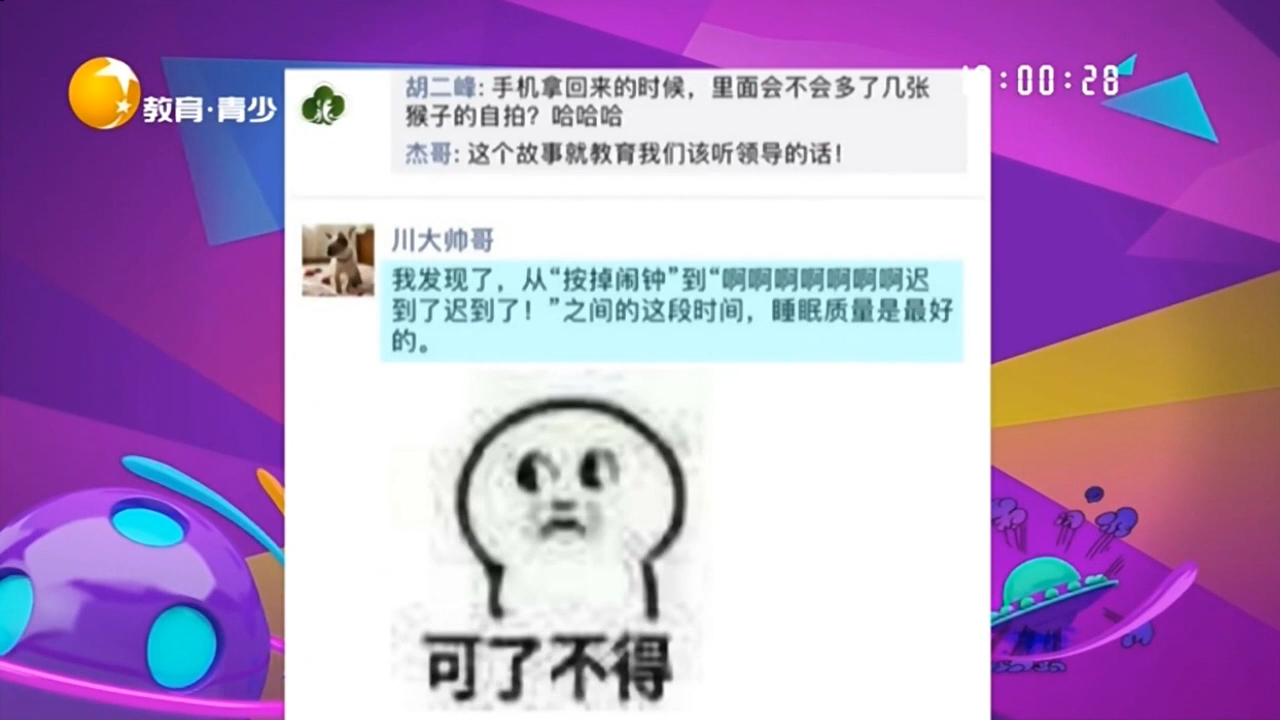 教育·青少
:00:28
胡二峰: 手机拿回来的时候，里面会不会多了几张
猴子的自拍？哈哈哈
杰哥: 这个故事就教育我们该听领导的话！
川大帅哥
我发现了，从“按掉闹钟”到“啊啊啊啊啊啊啊迟
到了迟到了！”之间的这段时间，睡眠质量是最好
的。
可了不得